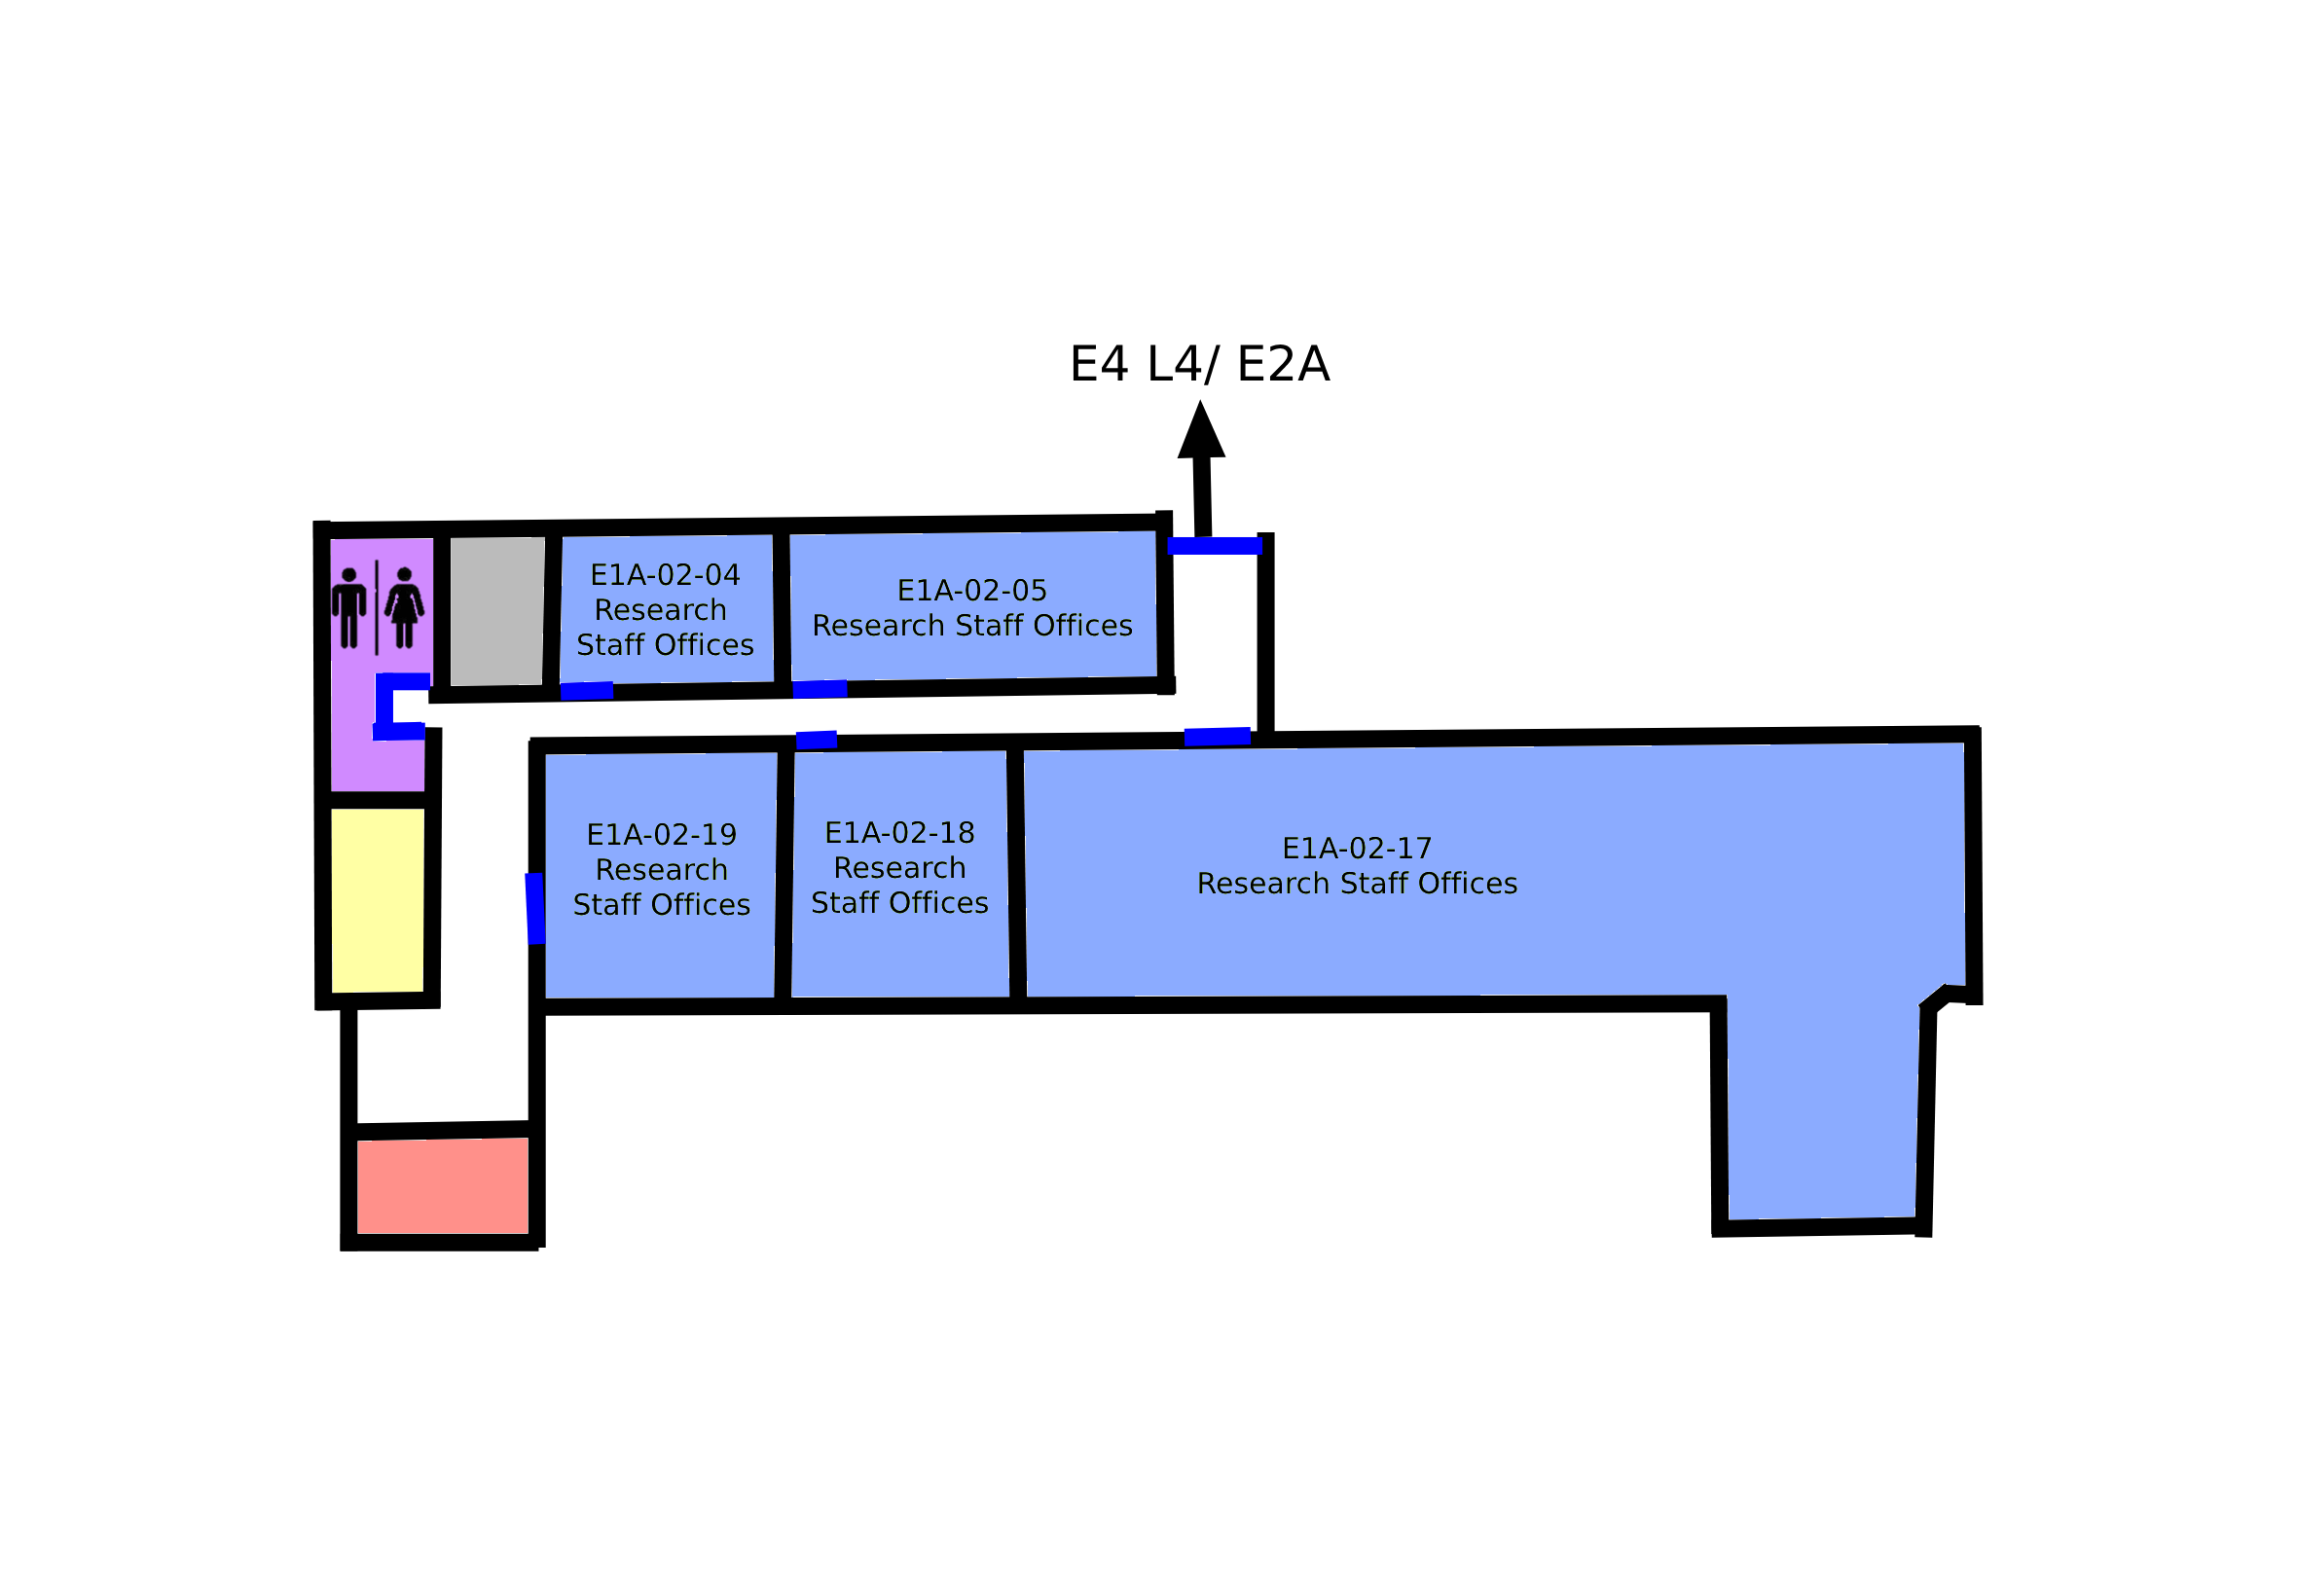 E4 L4/ E2A
E1A-02-04
Research
Staff Offices
E1A-02-05
Research Staff Offices
E1A-02-19
Research
Staff Offices
E1A-02-18
Research
Staff Offices
E1A-02-17
Research Staff Offices